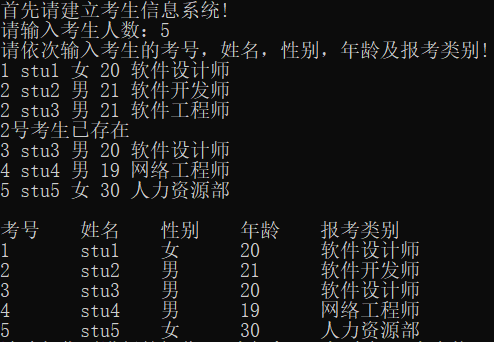 首先请建立考生信息系统!
请输入考生人数: 5
请依次输入考生的考号, 姓名, 性别, 年龄及报考类别!
1 stu1 女 20 软件设计师
2 stu2 男 21 软件开发师
2 stu3 男 21 软件工程师
2号考生已存在
3 stu3 男 20 软件设计师
4 stu4 男 19 网络工程师
5 stu5 女 30 人力资源部
考号 姓名 性别 年龄 报考类别
1 stu1 女 20 软件设计师
2 stu2 男 21 软件开发师
3 stu3 男 20 软件设计师
4 stu4 男 19 网络工程师
5 stu5 女 30 人力资源部